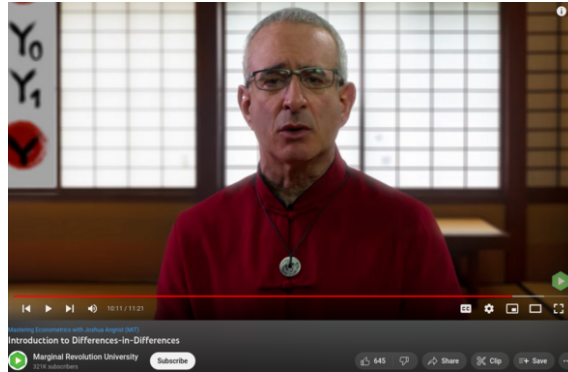 Y₀
Y₁
Y
10:11 / 11:21
CC
Mastering Econometrics with Joshua Angrist (MIT)
Introduction to Differences-in-Differences
Marginal Revolution University
321K subscribers
Subscribe
645
Share
Clip
Save